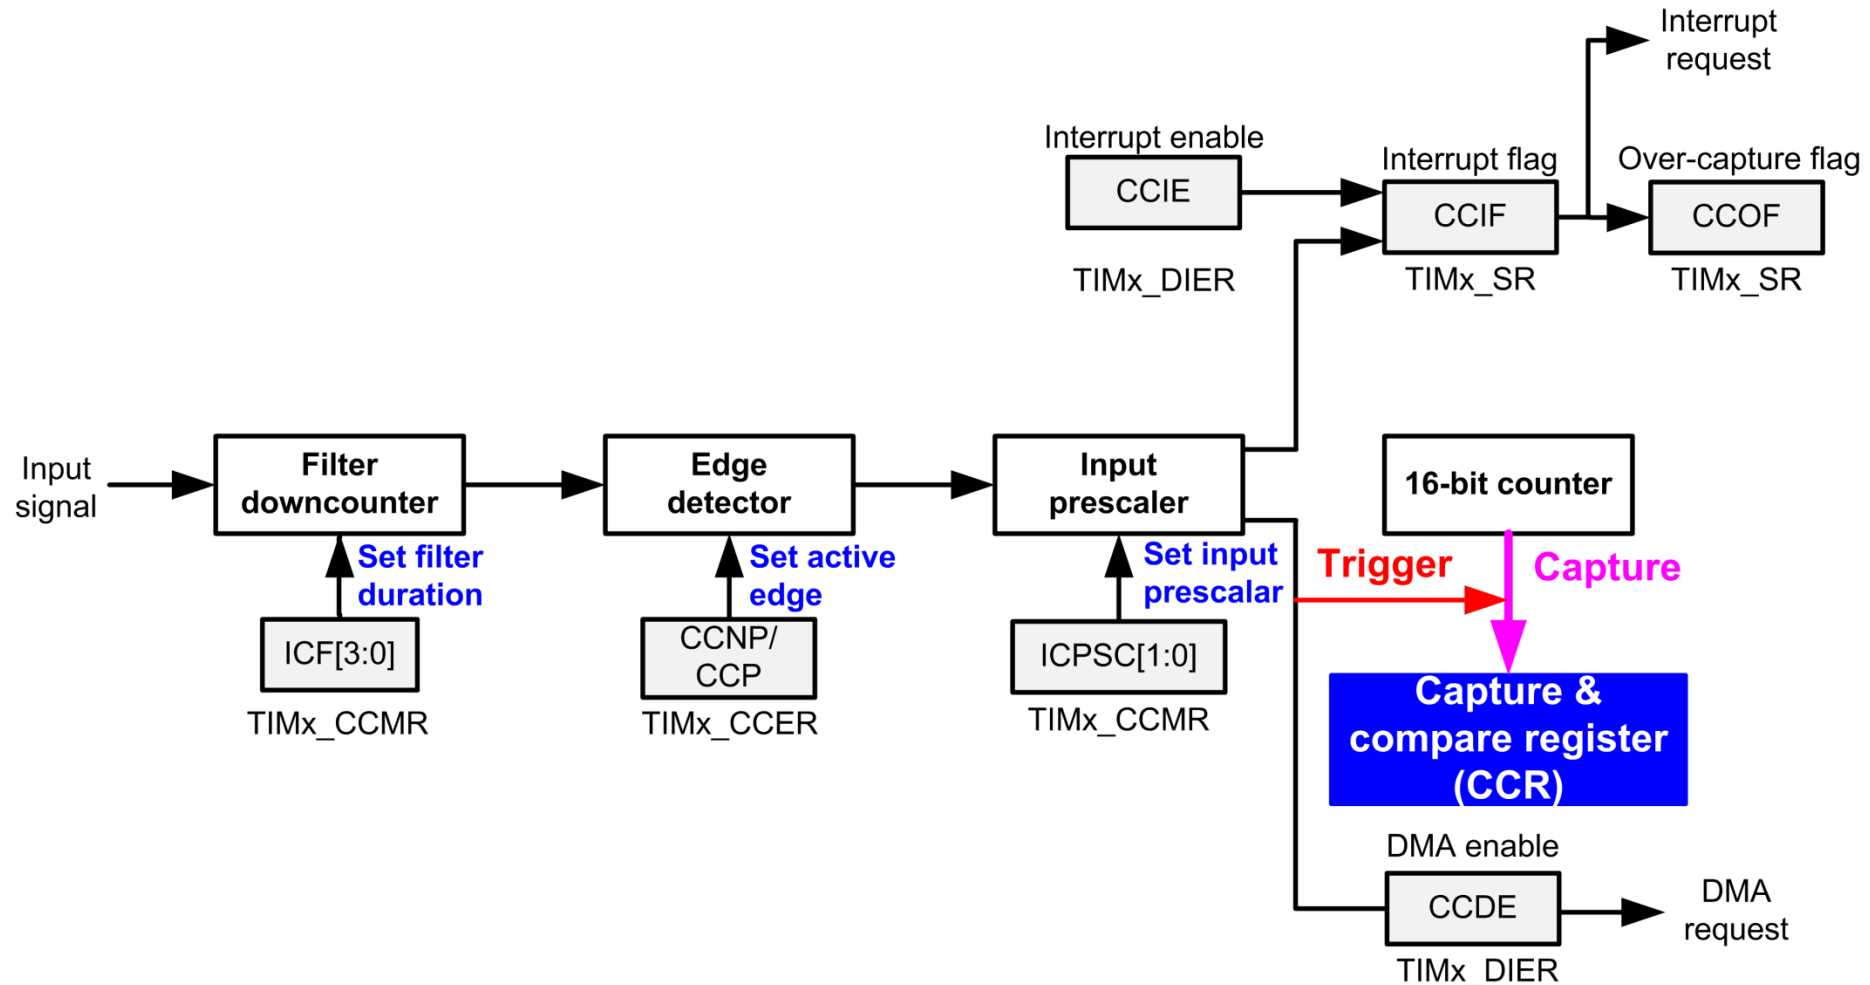 Interrupt
request
Interrupt enable
CCIE
TIMx_DIER
Interrupt flag
CCIF
TIMx_SR
Over-capture flag
CCOF
TIMx_SR
Input
signal
Filter
downcounter
Set filter
duration
ICF[3:0]
TIMx_CCMR
Edge
detector
Set active
edge
CCNP/
CCP
TIMx_CCER
Input
prescaler
Set input
prescalar
ICPSC[1:0]
TIMx_CCMR
16-bit counter
Trigger
Capture
Capture &
compare register
(CCR)
DMA enable
CCDE
TIMx_DIER
DMA
request